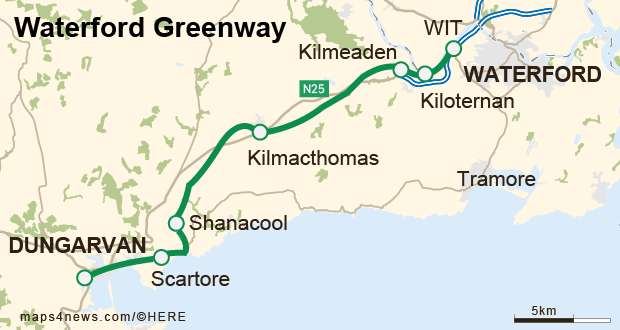 Waterford Greenway
WIT
Kilmeaden
WATERFORD
N25
Kiloternan
Kilmacthomas
Tramore
Shanacool
DUNGARVAN
Scartore
maps4news.com/©HERE
5km